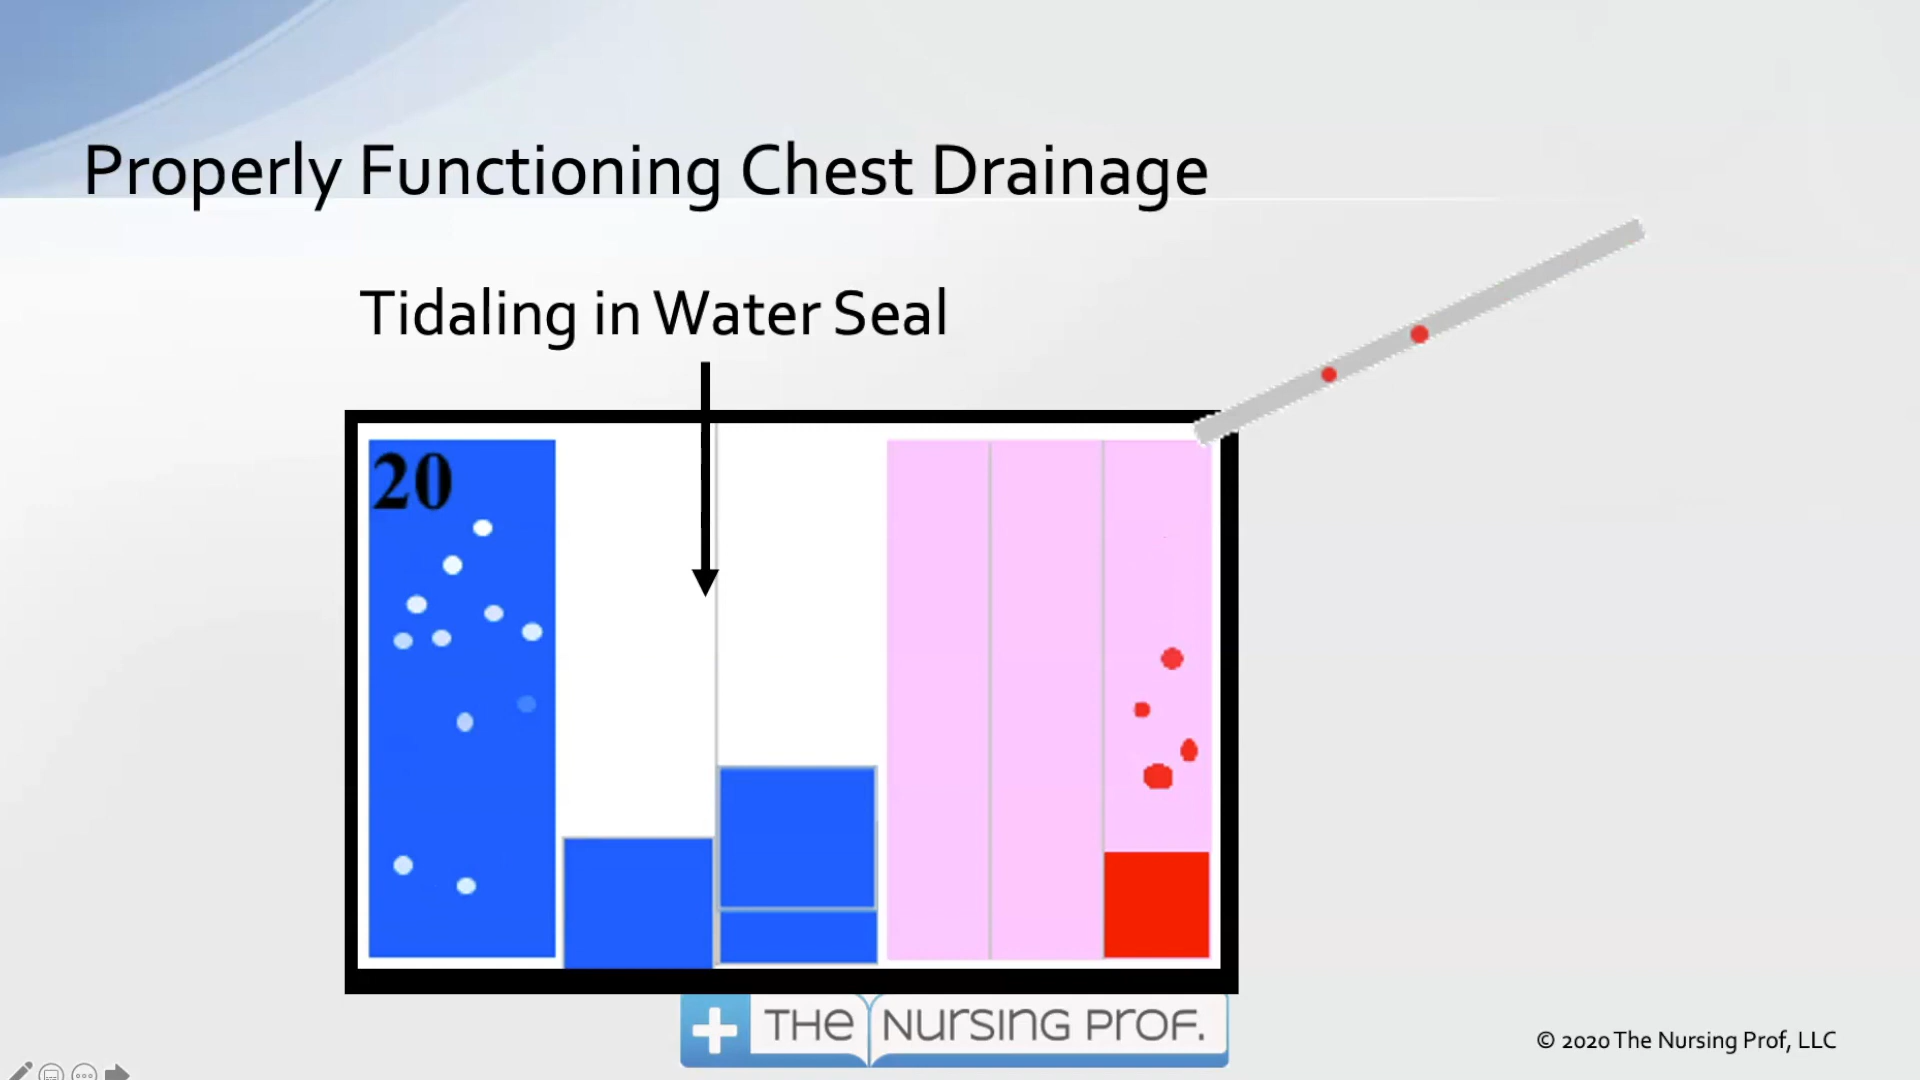 Properly Functioning Chest Drainage
Tidaling in Water Seal
20
THE NURSING PROF.
© 2020 The Nursing Prof, LLC